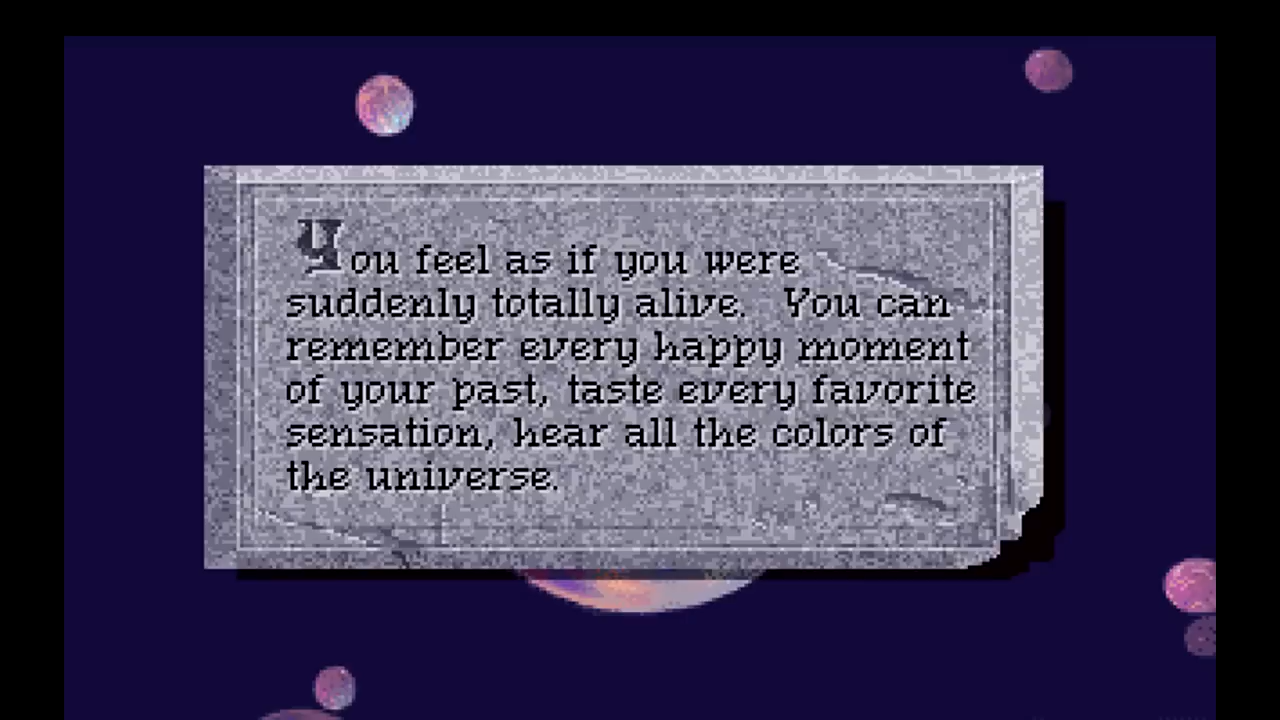 You feel as if you were
suddenly totally alive. You can
remember every happy moment
of your past, taste every favorite
sensation, hear all the colors of
the universe.